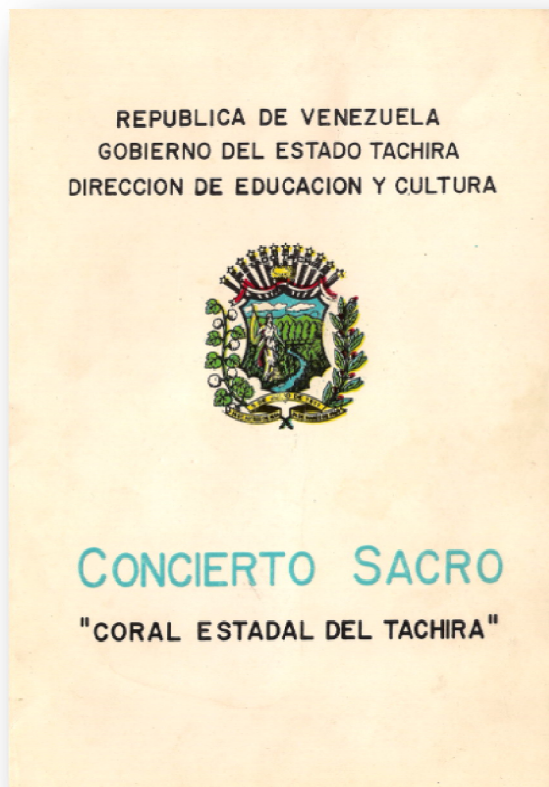 REPUBLICA DE VENEZUELA
GOBIERNO DEL ESTADO TACHIRA
DIRECCION DE EDUCACION Y CULTURA
CONCIERTO SACRO
"CORAL ESTADAL DEL TACHIRA"